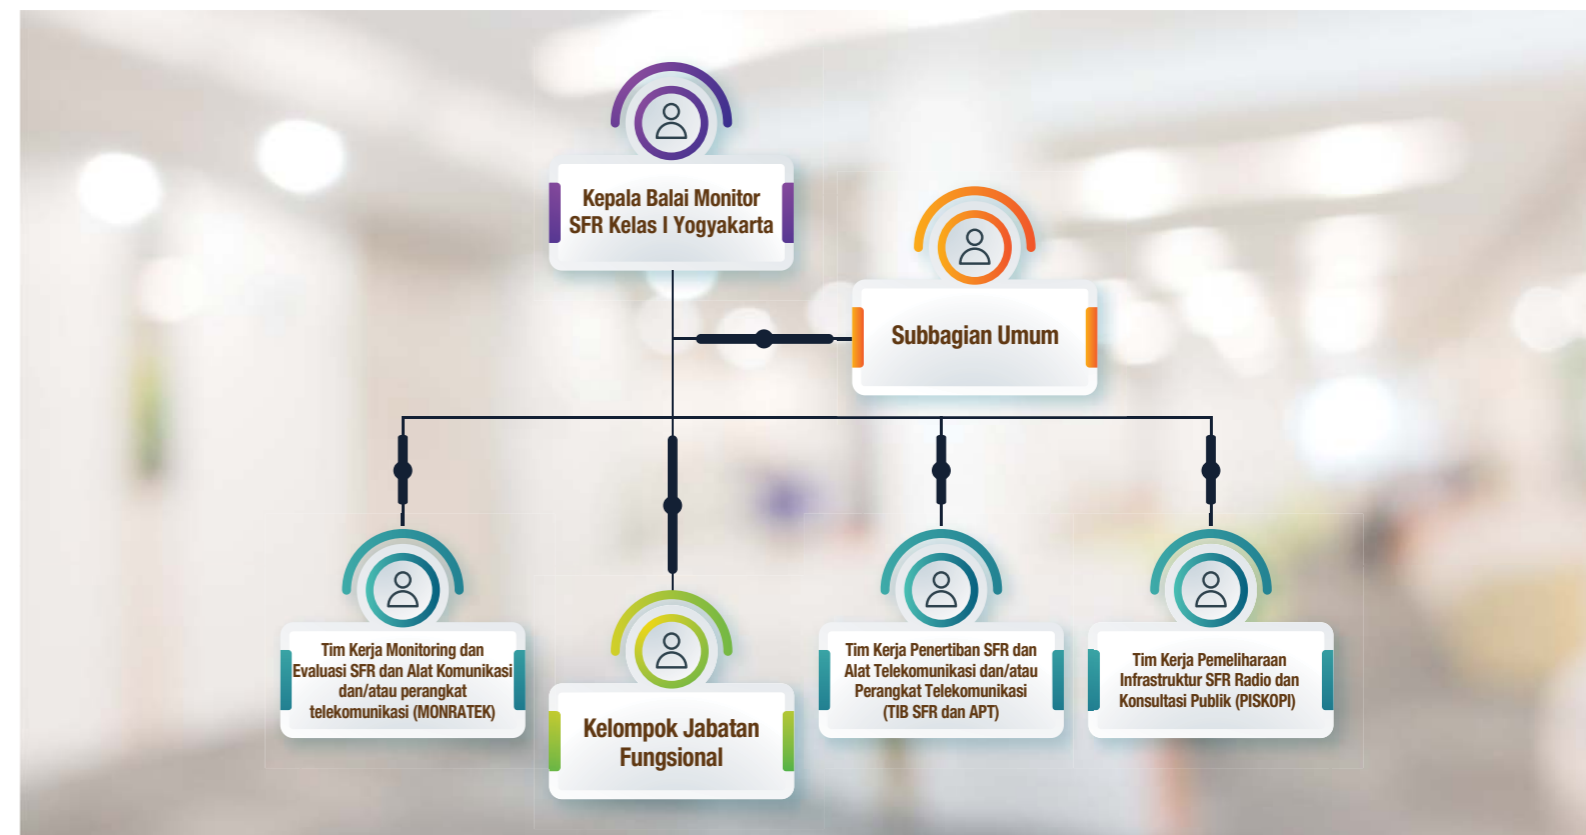 Kepala Balai Monitor
SFR Kelas I Yogyakarta
Subbagian Umum
Tim Kerja Monitoring dan
Evaluasi SFR dan Alat Komunikasi
dan/atau perangkat
telekomunikasi (MONRATEK)
Kelompok Jabatan
Fungsional
Tim Kerja Penertiban SFR dan
Alat Telekomunikasi dan/atau
Perangkat Telekomunikasi
(TIB SFR dan APT)
Tim Kerja Pemeliharaan
Infrastruktur SFR Radio dan
Konsultasi Publik (PISKOPI)